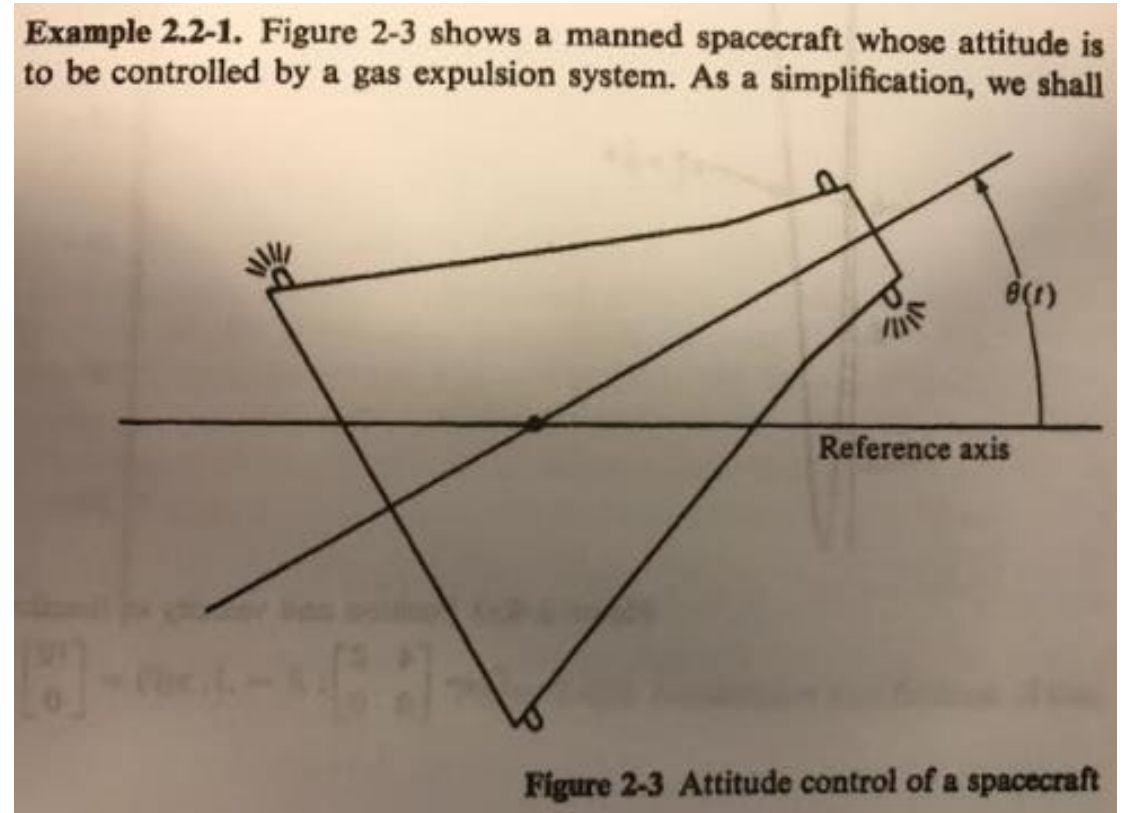 Example 2.2-1. Figure 2-3 shows a manned spacecraft whose attitude is
to be controlled by a gas expulsion system. As a simplification, we shall
θ(t)
Reference axis
Figure 2-3 Attitude control of a spacecraft